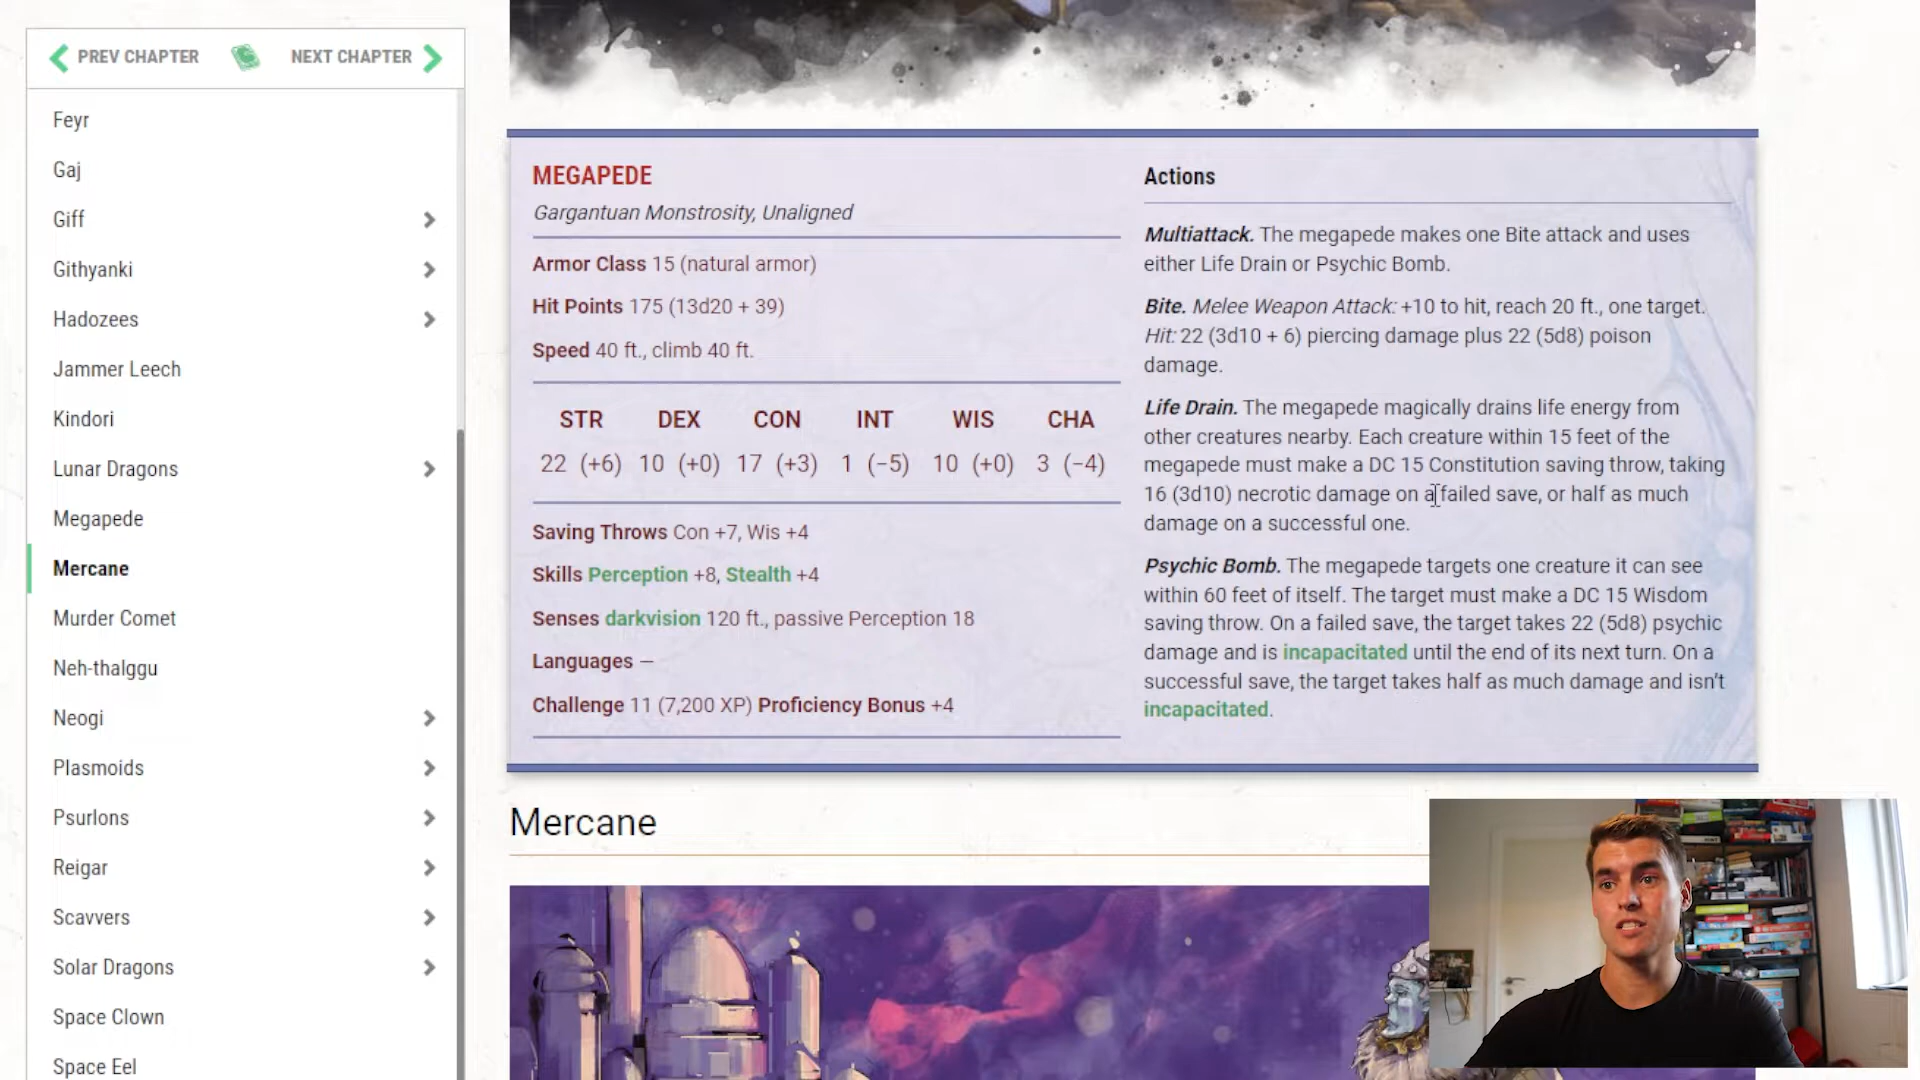 PREV CHAPTER
NEXT CHAPTER
Feyr
Gaj
Giff
Githyanki
Hadozees
Jammer Leech
Kindori
Lunar Dragons
Megapede
Mercane
Murder Comet
Neh-thalggu
Neogi
Plasmoids
Psurlons
Reigar
Scavvers
Solar Dragons
Space Clown
Space Eel
MEGAPEDE
Gargantuan Monstrosity, Unaligned
Armor Class 15 (natural armor)
Hit Points 175 (13d20 + 39)
Speed 40 ft., climb 40 ft.
STR DEX CON INT WIS CHA
22 (+6) 10 (+0) 17 (+3) 1 (−5) 10 (+0) 3 (−4)
Saving Throws Con +7, Wis +4
Skills Perception +8, Stealth +4
Senses darkvision 120 ft., passive Perception 18
Languages —
Challenge 11 (7,200 XP) Proficiency Bonus +4
Actions
Multiattack. The megapede makes one Bite attack and uses
either Life Drain or Psychic Bomb.
Bite. Melee Weapon Attack: +10 to hit, reach 20 ft., one target.
Hit: 22 (3d10 + 6) piercing damage plus 22 (5d8) poison
damage.
Life Drain. The megapede magically drains life energy from
other creatures nearby. Each creature within 15 feet of the
megapede must make a DC 15 Constitution saving throw, taking
16 (3d10) necrotic damage on a failed save, or half as much
damage on a successful one.
Psychic Bomb. The megapede targets one creature it can see
within 60 feet of itself. The target must make a DC 15 Wisdom
saving throw. On a failed save, the target takes 22 (5d8) psychic
damage and is incapacitated until the end of its next turn. On a
successful save, the target takes half as much damage and isn't
incapacitated.
Mercane